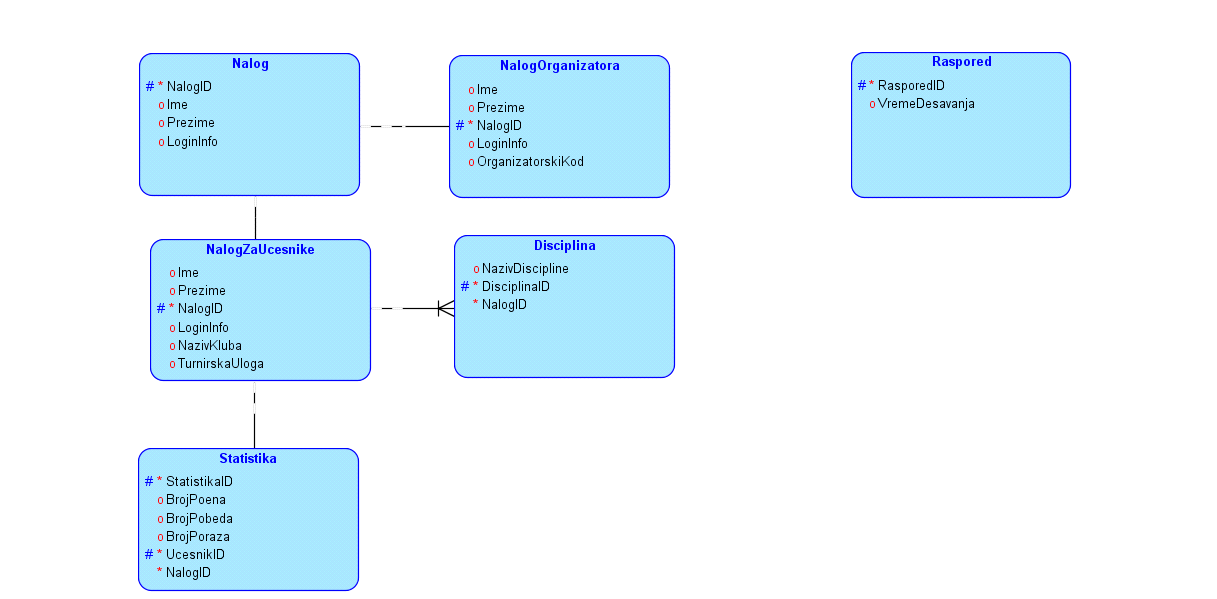 Nalog
# * NalogID
o Ime
o Prezime
o LoginInfo
NalogOrganizatora
o Ime
o Prezime
# * NalogID
o LoginInfo
o OrganizatorskiKod
Raspored
# * RasporedID
o VremeDesavanja
NalogZaUcesnike
o Ime
o Prezime
# * NalogID
o LoginInfo
o NazivKluba
o TurnirskaUloga
Disciplina
o NazivDiscipline
# * DisciplinaID
* NalogID
Statistika
# * StatistikaID
o BrojPoena
o BrojPobeda
o BrojPoraza
# * UcesnikID
* NalogID